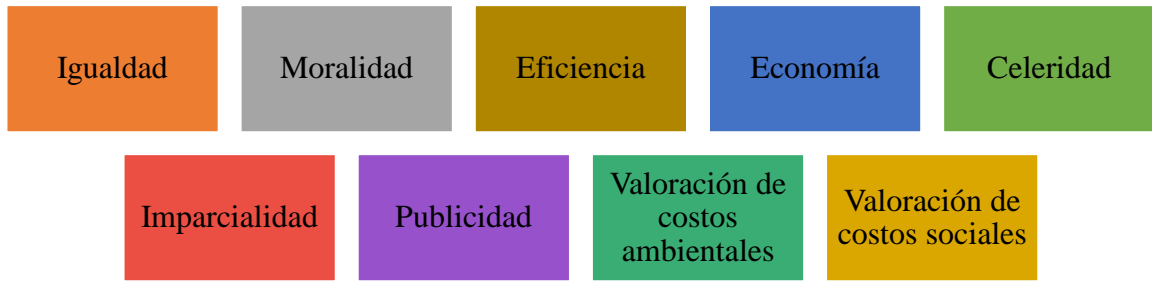 Igualdad
Moralidad
Eficiencia
Economía
Celeridad
Imparcialidad
Publicidad
Valoración de
costos
ambientales
Valoración de
costos sociales